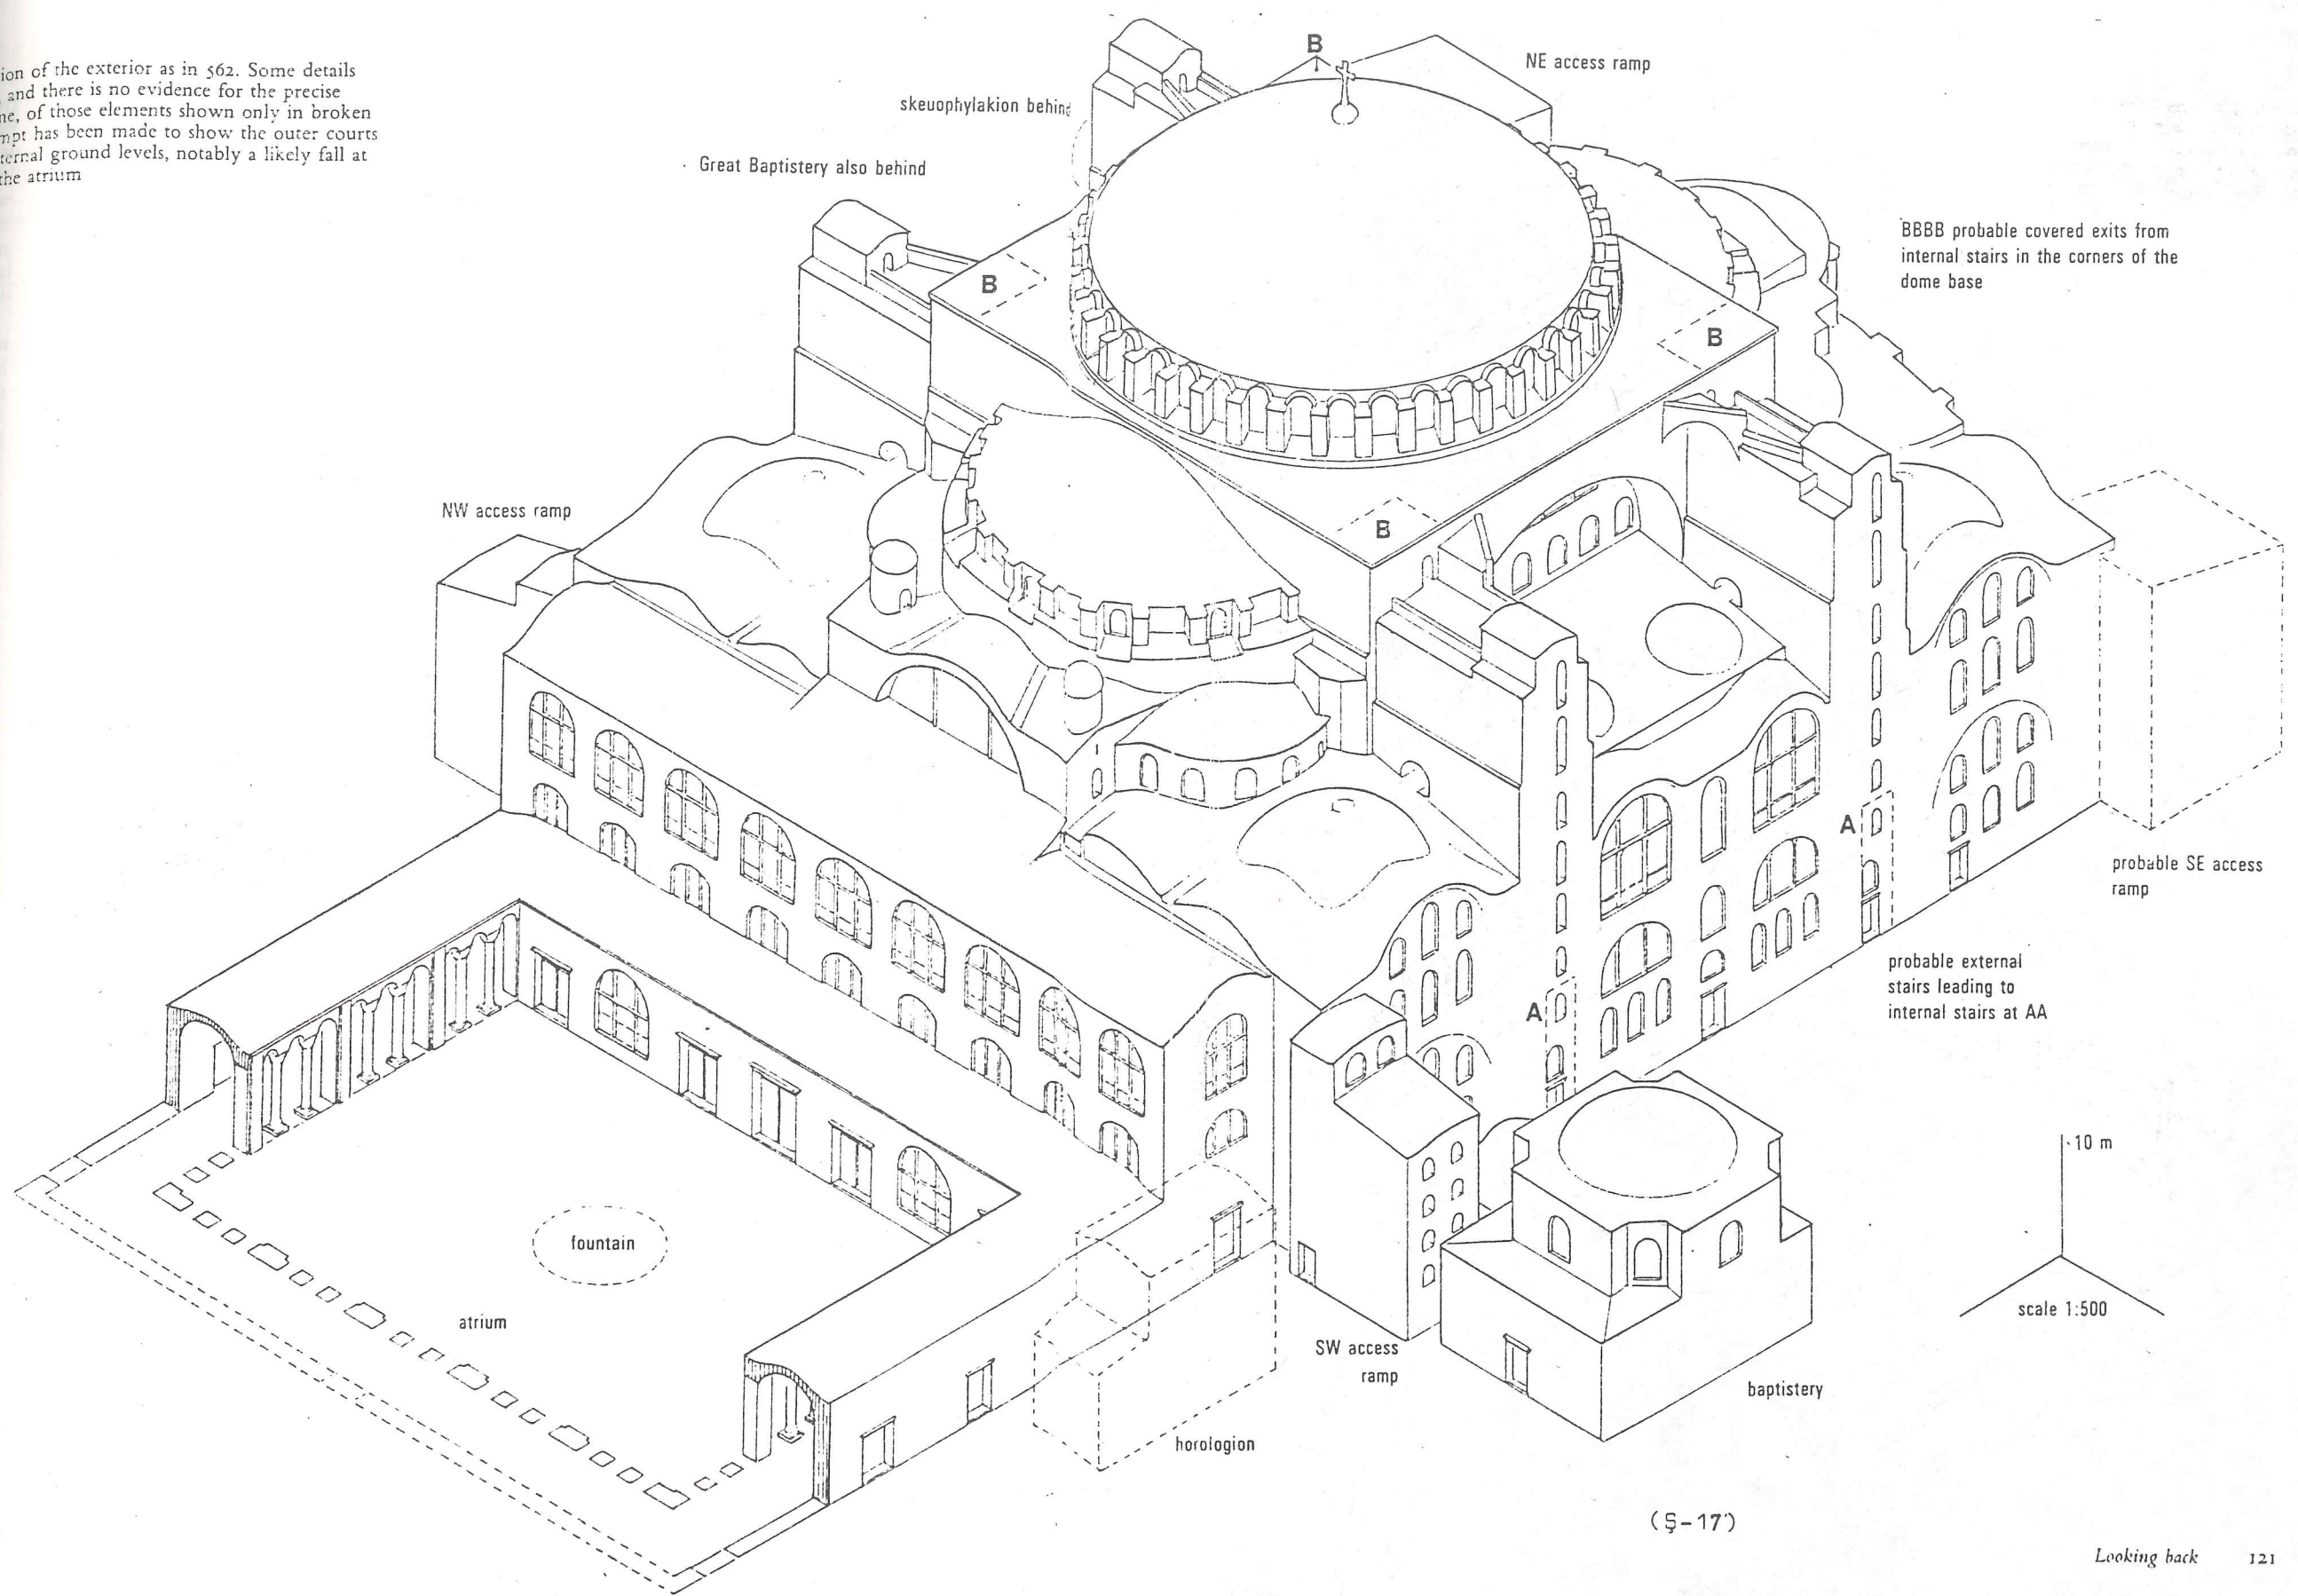 ion of the exterior as in 562. Some details
and there is no evidence for the precise
ne, of those elements shown only in broken
mpt has been made to show the outer courts
ternal ground levels, notably a likely fall at
the atrium
skeuophylakion behind
Great Baptistery also behind
B
NE access ramp
BBBB probable covered exits from
internal stairs in the corners of the
dome base
B
B
B
NW access ramp
A
A
probable SE access
ramp
probable external
stairs leading to
internal stairs at AA
10 m
scale 1:500
fountain
atrium
SW access
ramp
baptistery
horologion
(Ş-17)
Looking back 121